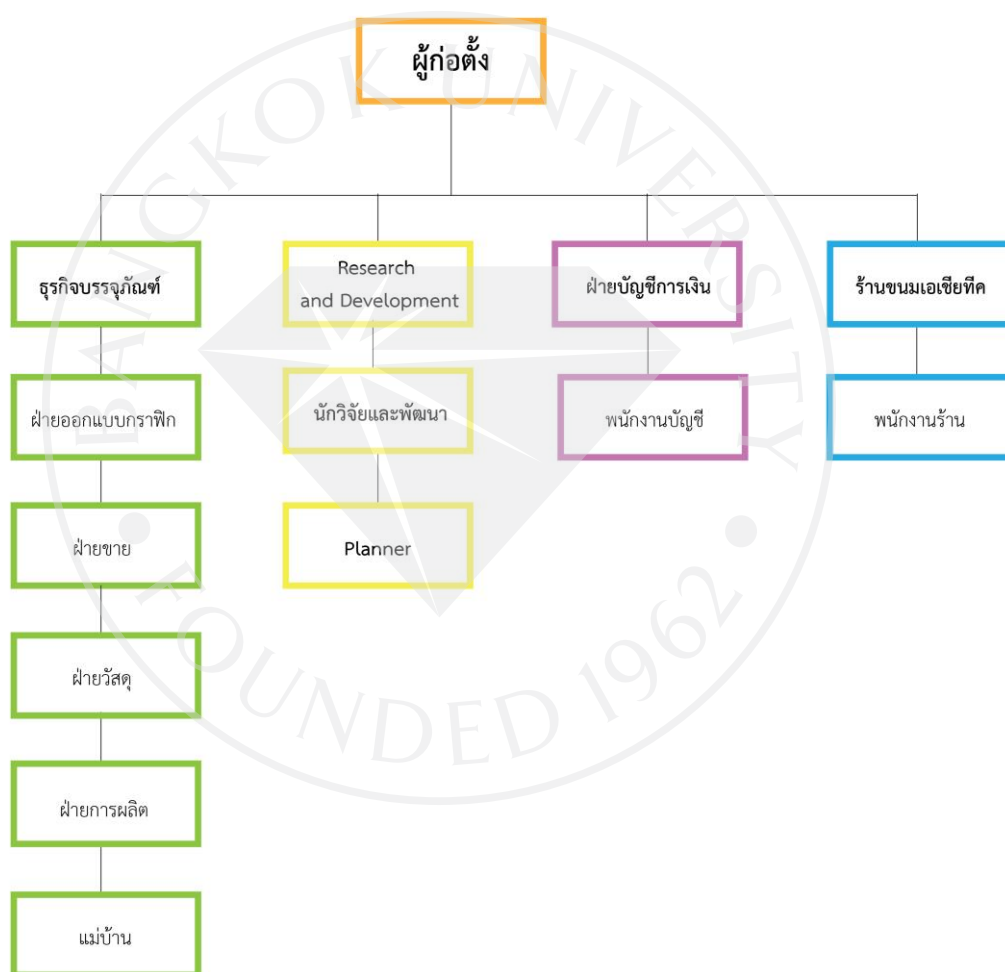 ผู้ก่อตั้ง
ธุรกิจบรรจุภัณฑ์
Research
and Development
ฝ่ายบัญชีการเงิน
ร้านขนมเอเชียทีค
ฝ่ายออกแบบกราฟิก
นักวิจัยและพัฒนา
พนักงานบัญชี
พนักงานร้าน
ฝ่ายขาย
Planner
ฝ่ายวัสดุ
ฝ่ายการผลิต
แม่บ้าน
BANGKOK UNIVERSITY
FOUNDED 1962